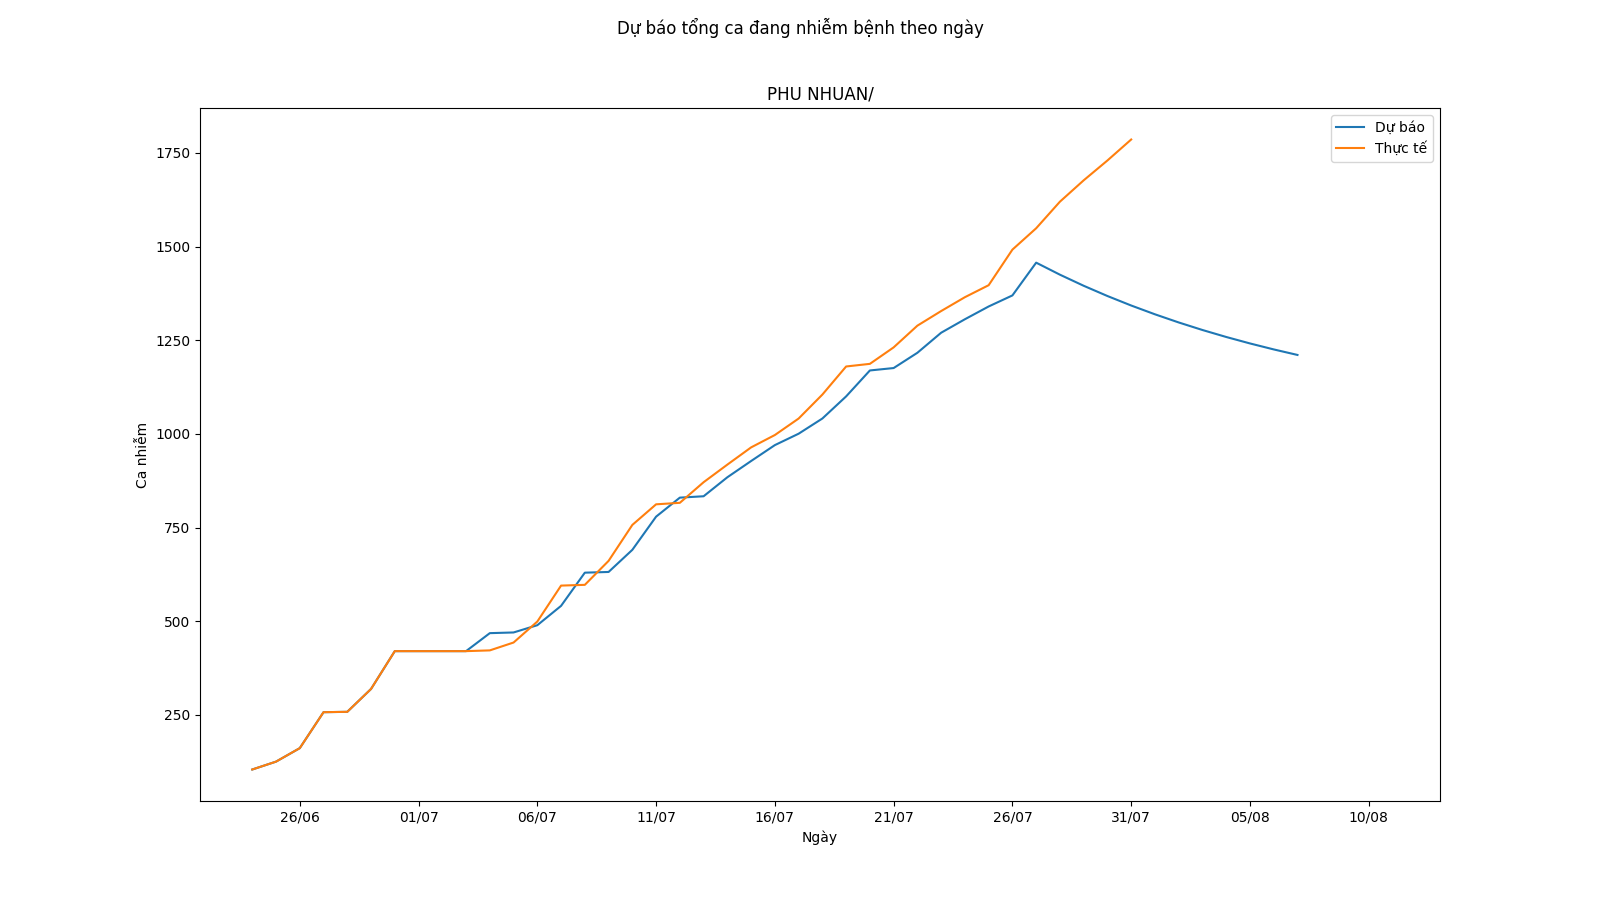 Dự báo tổng ca đang nhiễm bệnh theo ngày
PHU NHUAN/
Dự báo
Thực tế
1750
1500
1250
1000
750
500
250
Ca nhiễm
26/06 01/07 06/07 11/07 16/07 21/07 26/07 31/07 05/08 10/08
Ngày